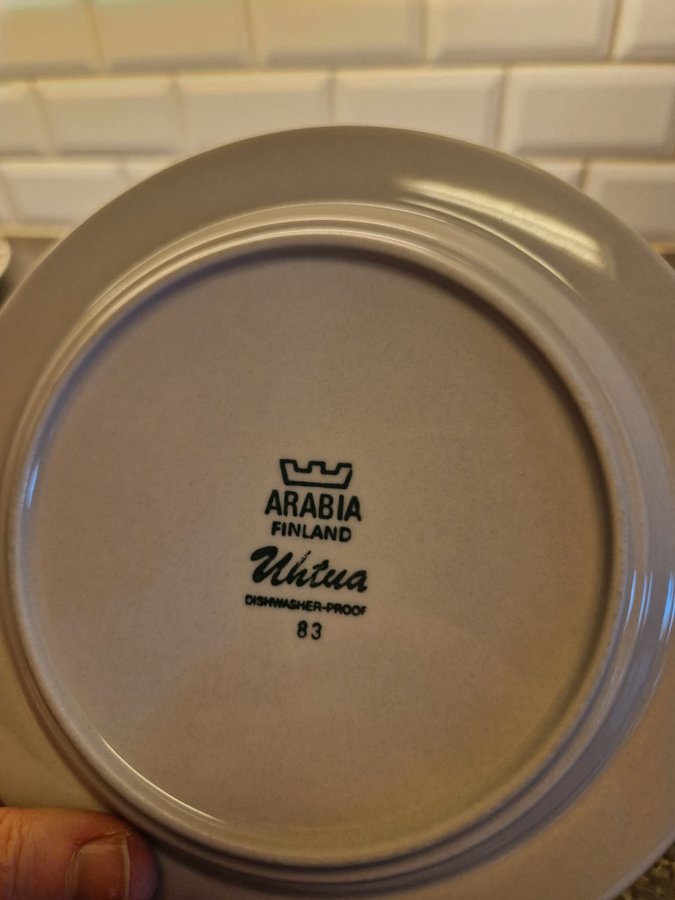 ARABIA
FINLAND
Uhtua
DISHWASHER-PROOF
83